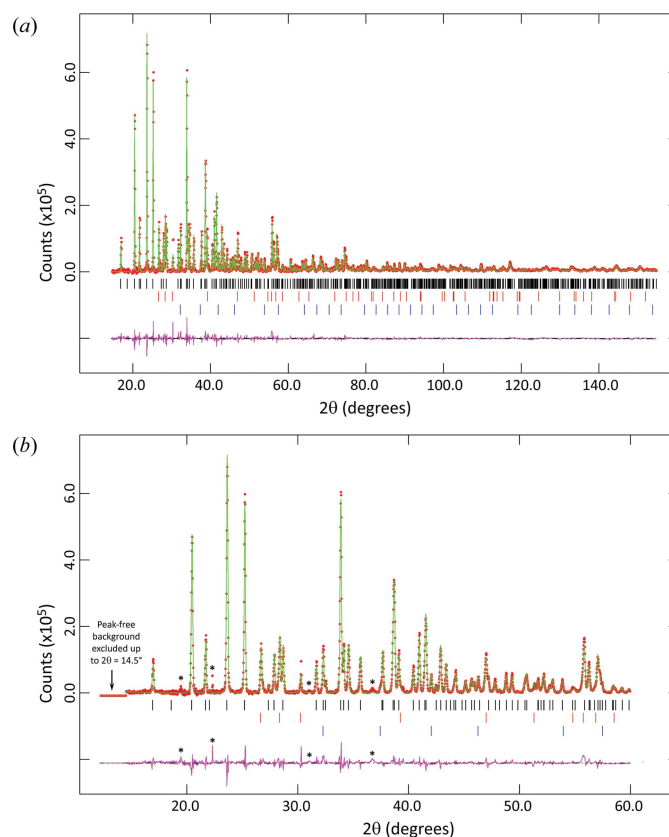 (a)
6.0
4.0
2.0
0.0
Counts (x10⁵)
20.0 40.0 60.0 80.0 100.0 120.0 140.0
2θ (degrees)
(b)
6.0
4.0
2.0
0.0
Counts (x10⁵)
Peak-free
background
excluded up
to 2θ = 14.5°
* * * *
* * * *
20.0 30.0 40.0 50.0 60.0
2θ (degrees)